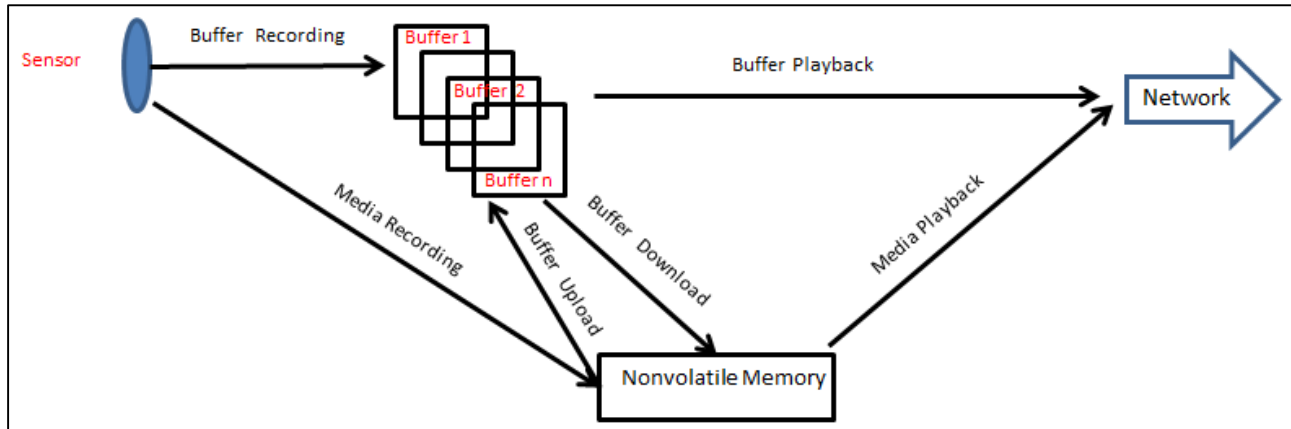 Buffer Recording
Buffer 1
Sensor
Buffer Playback
Buffer 2
Network
Buffer n
Media Recording
Buffer Upload
Buffer Download
Media Playback
Nonvolatile Memory